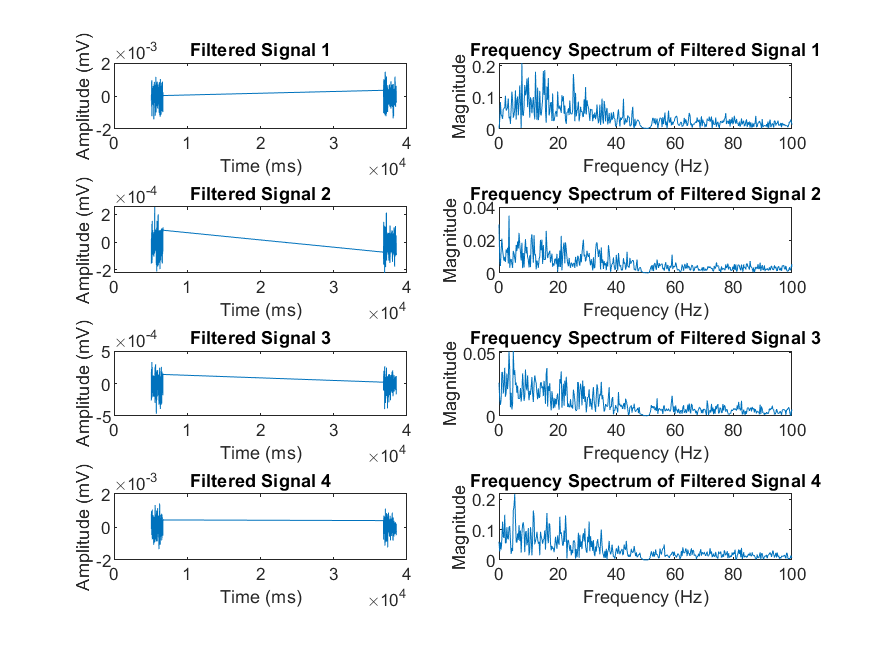 Filtered Signal 1
×10-3
Amplitude (mV)
2
0
-2
0 1 2 3 4
Time (ms)
×10⁴
Frequency Spectrum of Filtered Signal 1
Magnitude
0.2
0.1
0
0 20 40 60 80 100
Frequency (Hz)
Filtered Signal 2
×10-4
Amplitude (mV)
2
0
-2
0 1 2 3 4
Time (ms)
×10⁴
Frequency Spectrum of Filtered Signal 2
Magnitude
0.04
0.02
0
0 20 40 60 80 100
Frequency (Hz)
Filtered Signal 3
×10-4
Amplitude (mV)
5
0
-5
0 1 2 3 4
Time (ms)
×10⁴
Frequency Spectrum of Filtered Signal 3
Magnitude
0.05
0
0 20 40 60 80 100
Frequency (Hz)
Filtered Signal 4
×10-3
Amplitude (mV)
2
0
-2
0 1 2 3 4
Time (ms)
×10⁴
Frequency Spectrum of Filtered Signal 4
Magnitude
0.2
0.1
0
0 20 40 60 80 100
Frequency (Hz)